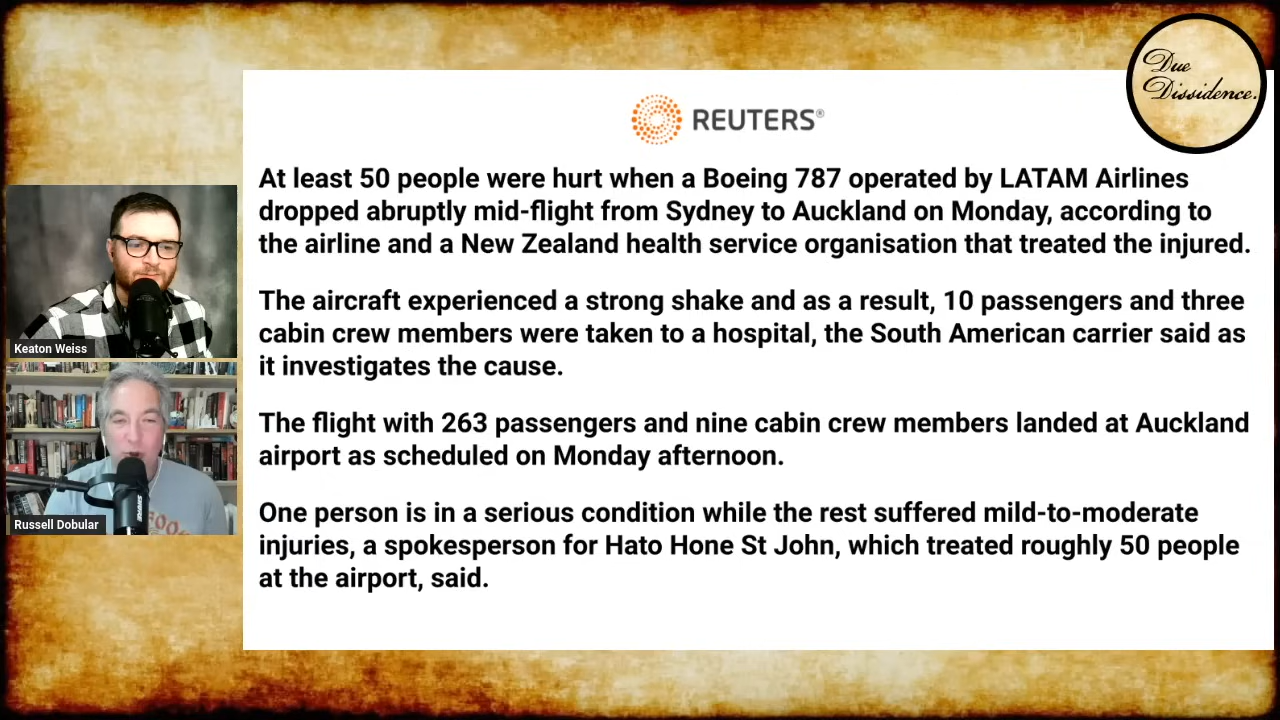 Due
Dissidence.
REUTERS®
At least 50 people were hurt when a Boeing 787 operated by LATAM Airlines
dropped abruptly mid-flight from Sydney to Auckland on Monday, according to
the airline and a New Zealand health service organisation that treated the injured.
The aircraft experienced a strong shake and as a result, 10 passengers and three
cabin crew members were taken to a hospital, the South American carrier said as
it investigates the cause.
The flight with 263 passengers and nine cabin crew members landed at Auckland
airport as scheduled on Monday afternoon.
One person is in a serious condition while the rest suffered mild-to-moderate
injuries, a spokesperson for Hato Hone St John, which treated roughly 50 people
at the airport, said.
Keaton Weiss
Russell Dobular